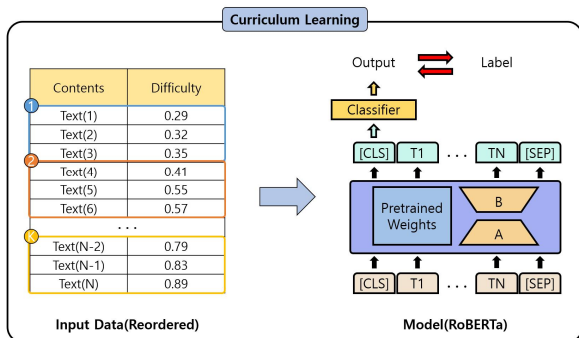 Curriculum Learning
Contents Difficulty
1
Text(1) 0.29
Text(2) 0.32
Text(3) 0.35
2
Text(4) 0.41
Text(5) 0.55
Text(6) 0.57
...
K
Text(N-2) 0.79
Text(N-1) 0.83
Text(N) 0.89
Input Data(Reordered)
Output Label
Classifier
[CLS] T1 ... TN [SEP]
Pretrained
Weights
B
A
[CLS] T1 ... TN [SEP]
Model(RoBERTa)